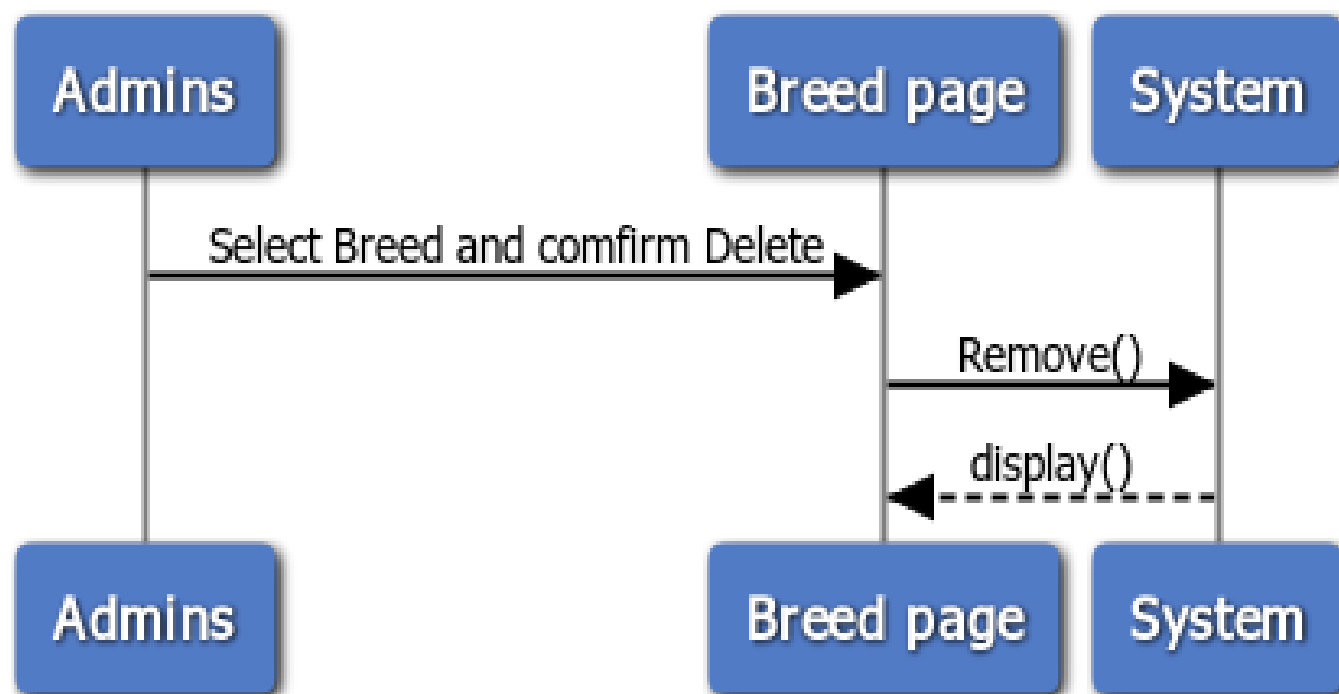 Admins
Breed page
System
Select Breed and comfirm Delete
Remove()
display()
Admins
Breed page
System